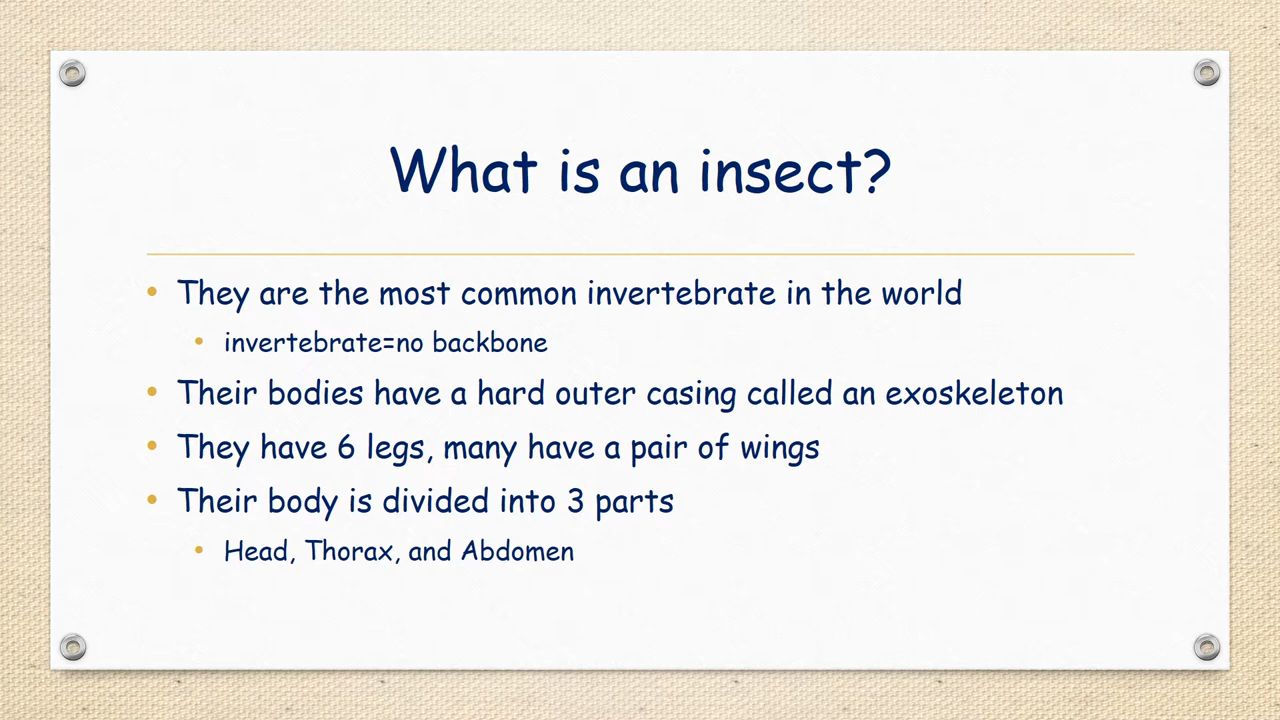 What is an insect?
• They are the most common invertebrate in the world
• invertebrate=no backbone
• Their bodies have a hard outer casing called an exoskeleton
• They have 6 legs, many have a pair of wings
• Their body is divided into 3 parts
• Head, Thorax, and Abdomen